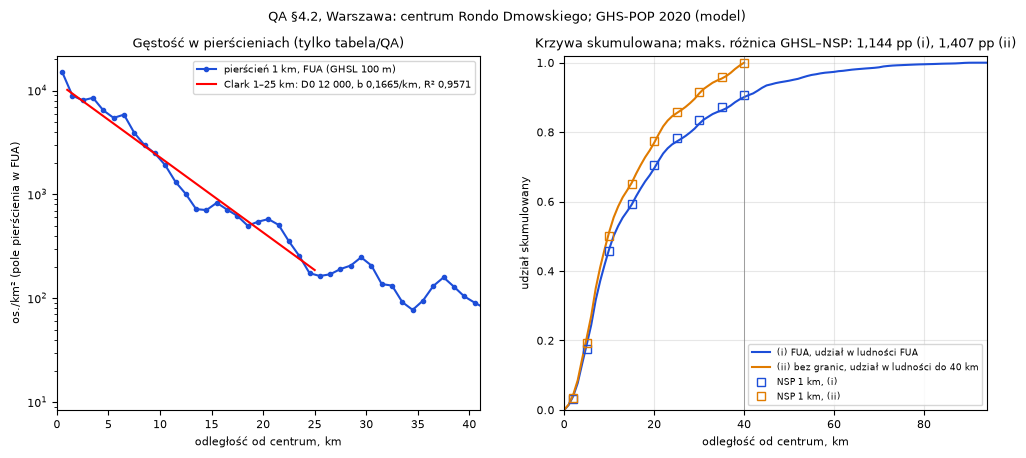 QA §4.2, Warszawa: centrum Rondo Dmowskiego; GHS-POP 2020 (model)
Gęstość w pierścieniach (tylko tabela/QA)
os./km² (pole pierścienia w FUA)
10⁴
10³
10²
10¹
pierścień 1 km, FUA (GHSL 100 m)
Clark 1–25 km: D0 12 000, b 0,1665/km, R² 0,9571
0 5 10 15 20 25 30 35 40
odległość od centrum, km
Krzywa skumulowana; maks. różnica GHSL–NSP: 1,144 pp (i), 1,407 pp (ii)
udział skumulowany
1.0
0.8
0.6
0.4
0.2
0.0
(i) FUA, udział w ludności FUA
(ii) bez granic, udział w ludności do 40 km
NSP 1 km, (i)
NSP 1 km, (ii)
0 20 40 60 80
odległość od centrum, km